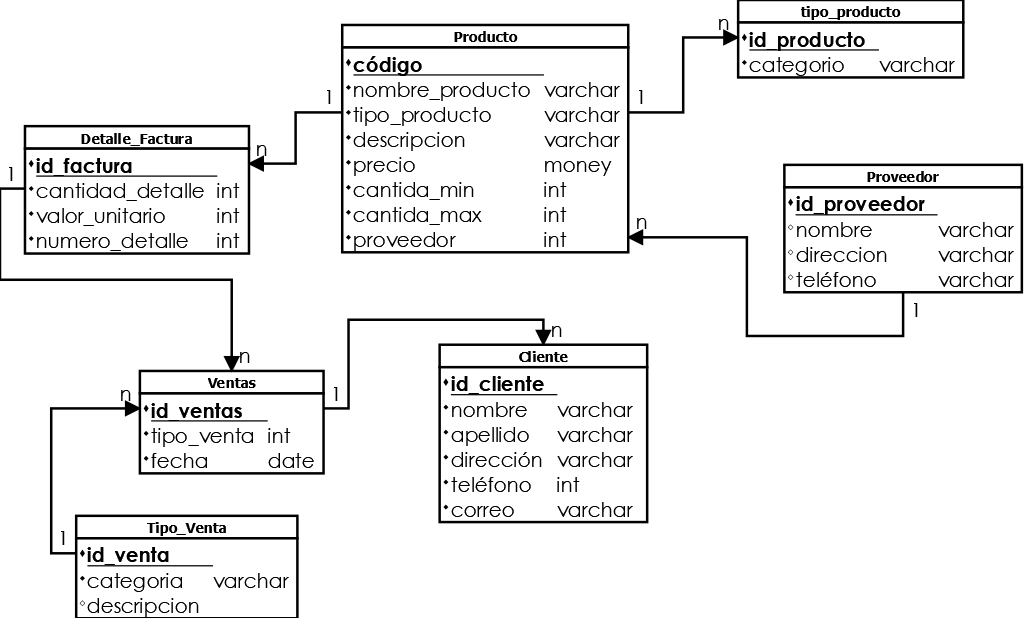 tipo_producto
n
id_producto
categorio varchar
Producto
código
nombre_producto varchar
tipo_producto varchar
descripcion varchar
precio money
cantida_min int
cantida_max int
proveedor int
1
1
n
Detalle_Factura
id_factura
cantidad_detalle int
valor_unitario int
numero_detalle int
1
Proveedor
id_proveedor
nombre varchar
direccion varchar
teléfono varchar
n
1
n
Ventas
id_ventas
tipo_venta int
fecha date
n
1
n
Cliente
id_cliente
nombre varchar
apellido varchar
dirección varchar
teléfono int
correo varchar
Tipo_Venta
1
id_venta
categoria varchar
descripcion